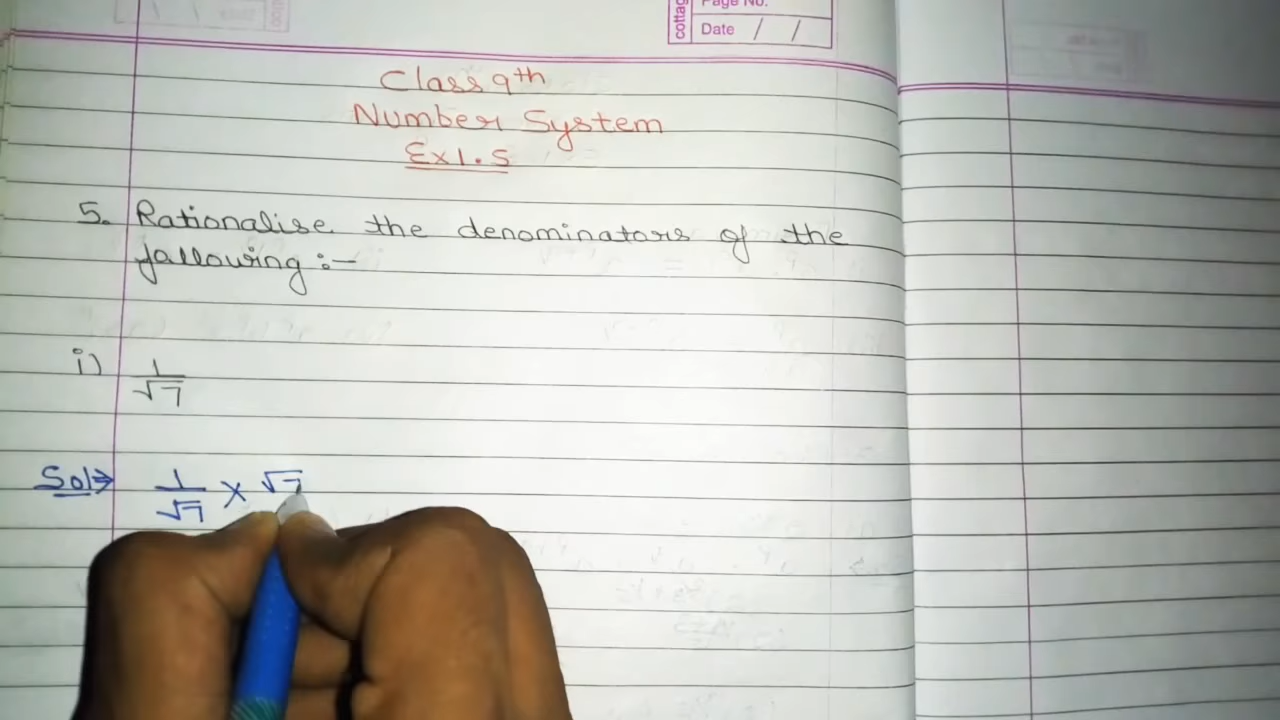 cottag
Page No.
Date / /
Class 9th
Number System
Ex1.5
5. Rationalise the denominators of the
fallowing :-
i) 1/√7
Sol⇒ 1/√7 × √7